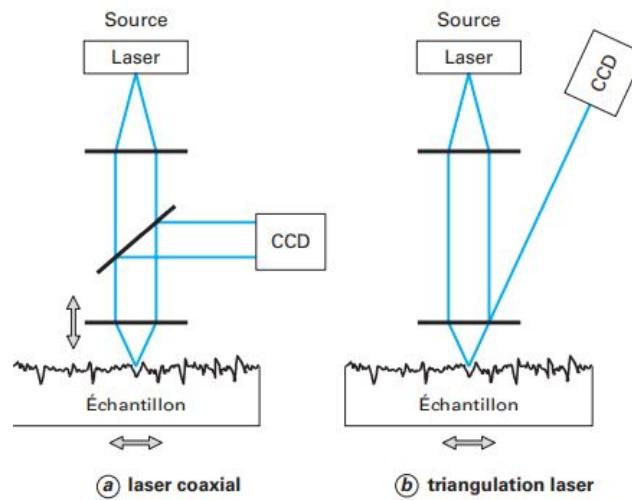 Source
Laser
CCD
Échantillon
a laser coaxial
Source
Laser
CCD
Échantillon
b triangulation laser